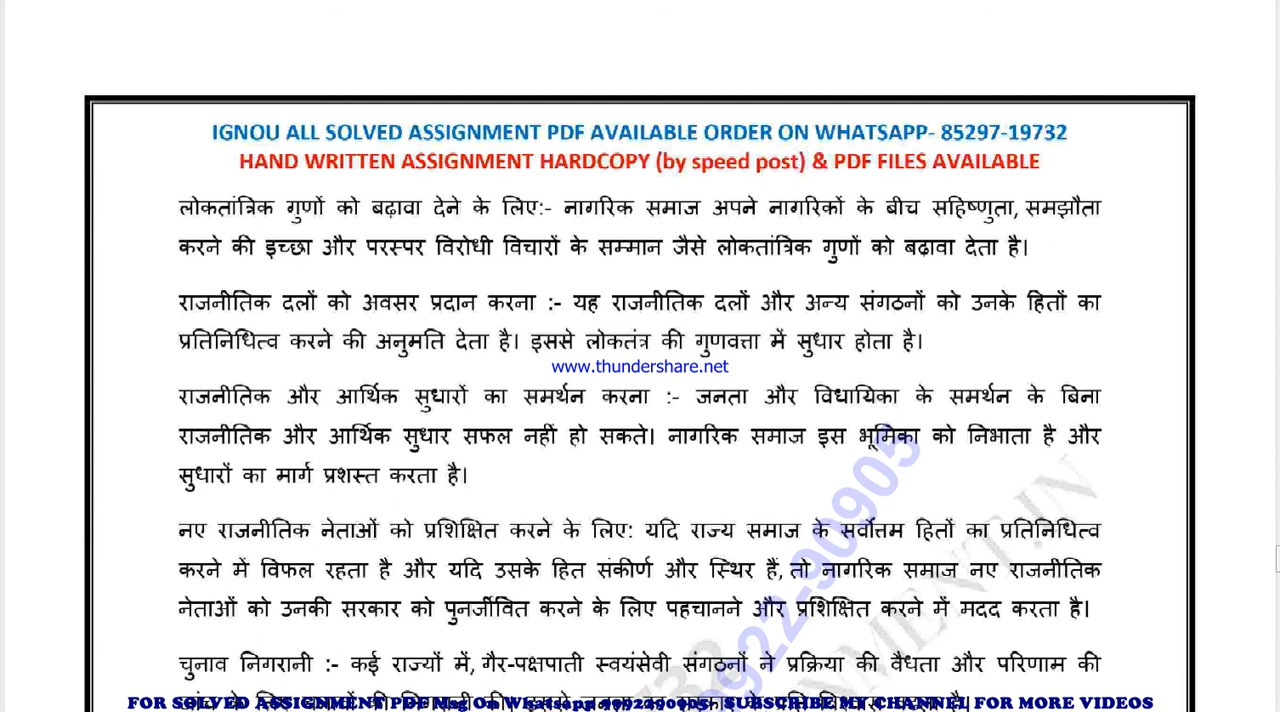 IGNOU ALL SOLVED ASSIGNMENT PDF AVAILABLE ORDER ON WHATSAPP- 85297-19732
HAND WRITTEN ASSIGNMENT HARDCOPY (by speed post) & PDF FILES AVAILABLE
लोकतांत्रिक गुणों को बढ़ावा देने के लिए:- नागरिक समाज अपने नागरिकों के बीच सहिष्णुता, समझौता
करने की इच्छा और परस्पर विरोधी विचारों के सम्मान जैसे लोकतांत्रिक गुणों को बढ़ावा देता है।
राजनीतिक दलों को अवसर प्रदान करना :- यह राजनीतिक दलों और अन्य संगठनों को उनके हितों का
प्रतिनिधित्व करने की अनुमति देता है। इससे लोकतंत्र की गुणवत्ता में सुधार होता है।
www.thundershare.net
राजनीतिक और आर्थिक सुधारों का समर्थन करना :- जनता और विधायिका के समर्थन के बिना
राजनीतिक और आर्थिक सुधार सफल नहीं हो सकते। नागरिक समाज इस भूमिका को निभाता है और
सुधारों का मार्ग प्रशस्त करता है।
नए राजनीतिक नेताओं को प्रशिक्षित करने के लिए: यदि राज्य समाज के सर्वोत्तम हितों का प्रतिनिधित्व
करने में विफल रहता है और यदि उसके हित संकीर्ण और स्थिर हैं, तो नागरिक समाज नए राजनीतिक
नेताओं को उनकी सरकार को पुनर्जीवित करने के लिए पहचानने और प्रशिक्षित करने में मदद करता है।
चुनाव निगरानी :- कई राज्यों में, गैर-पक्षपाती स्वयंसेवी संगठनों ने प्रक्रिया की वैधता और परिणाम की
FOR SOLVED ASSIGNMENT PDF Msg On Whatsapp 9992290905, SUBSCRIBE MY CHANNEL FOR MORE VIDEOS
9922-90905
NMENT.IN